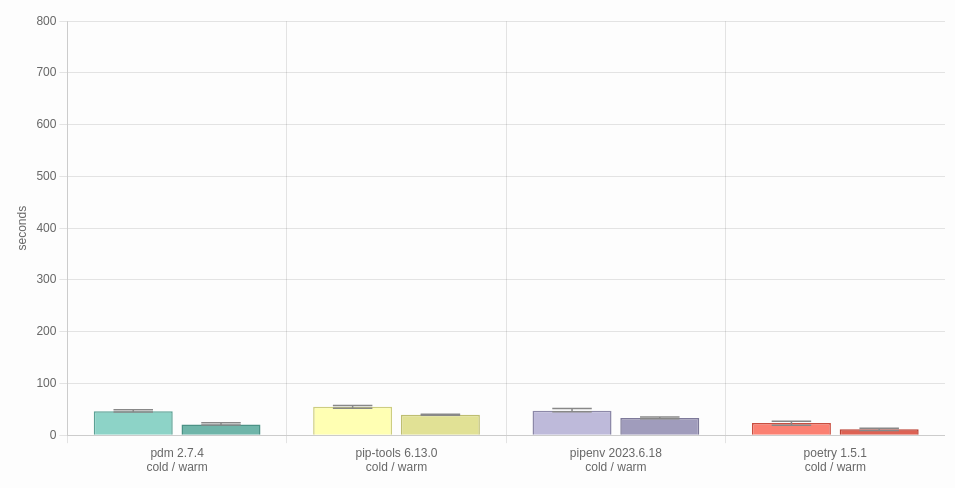 800
700
600
500
400
300
200
100
0
seconds
pdm 2.7.4
cold / warm
pip-tools 6.13.0
cold / warm
pipenv 2023.6.18
cold / warm
poetry 1.5.1
cold / warm